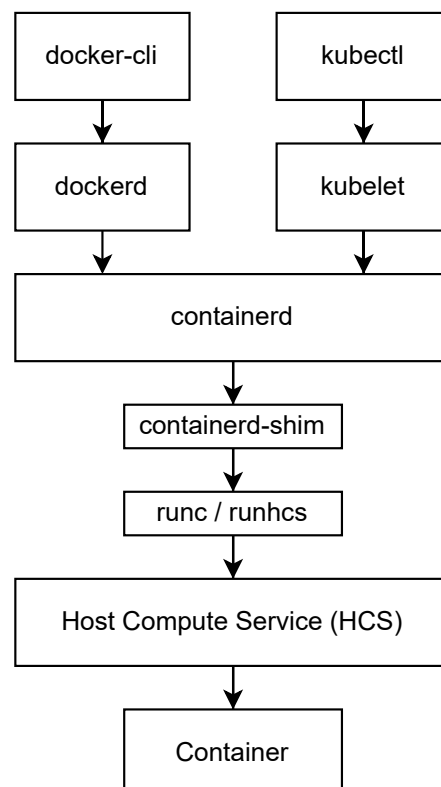 docker-cli
kubectl
dockerd
kubelet
containerd
containerd-shim
runc / runhcs
Host Compute Service (HCS)
Container